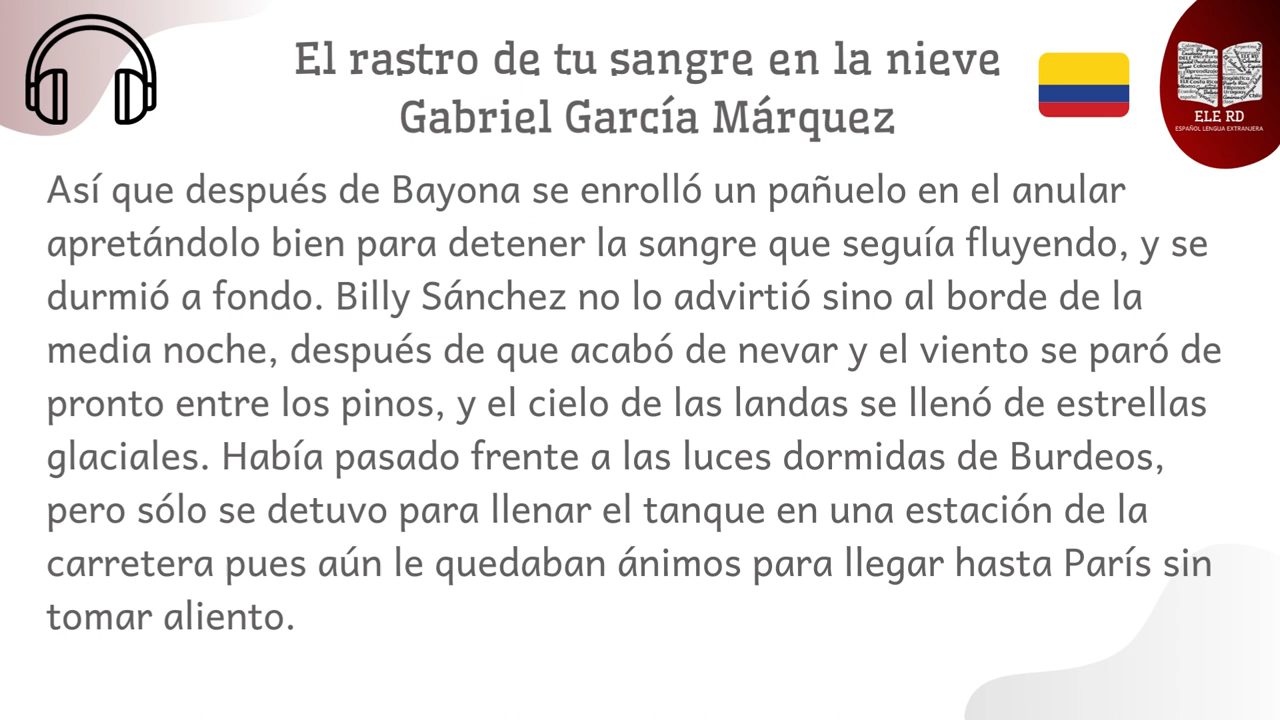 El rastro de tu sangre en la nieve
Gabriel García Márquez
ELE RD
ESPAÑOL LENGUA EXTRANJERA
Así que después de Bayona se enrolló un pañuelo en el anular
apretándolo bien para detener la sangre que seguía fluyendo, y se
durmió a fondo. Billy Sánchez no lo advirtió sino al borde de la
media noche, después de que acabó de nevar y el viento se paró de
pronto entre los pinos, y el cielo de las landas se llenó de estrellas
glaciales. Había pasado frente a las luces dormidas de Burdeos,
pero sólo se detuvo para llenar el tanque en una estación de la
carretera pues aún le quedaban ánimos para llegar hasta París sin
tomar aliento.